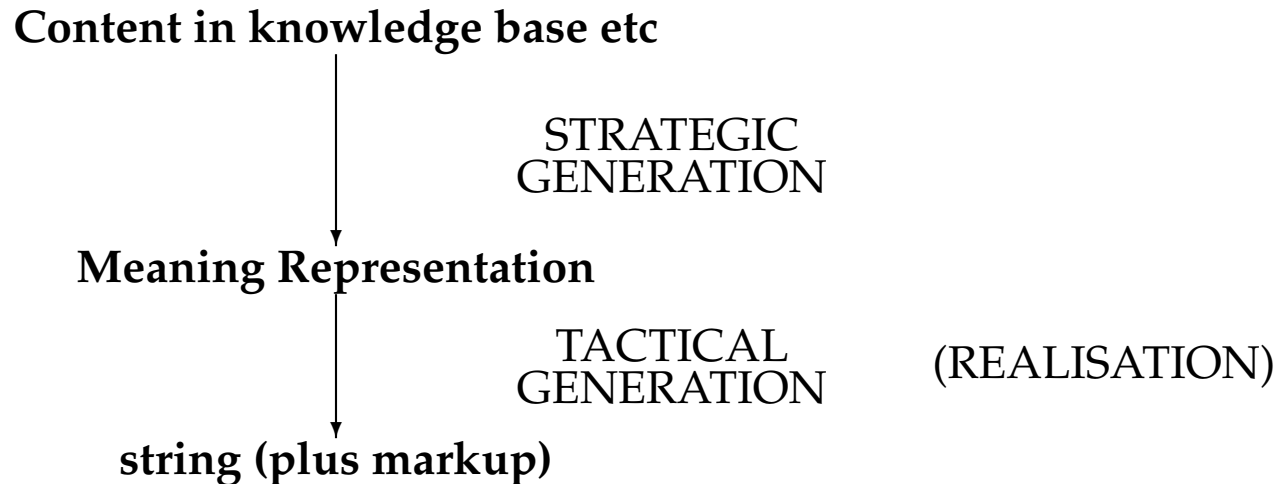 Content in knowledge base etc
STRATEGIC
GENERATION
Meaning Representation
TACTICAL
GENERATION
(REALISATION)
string (plus markup)